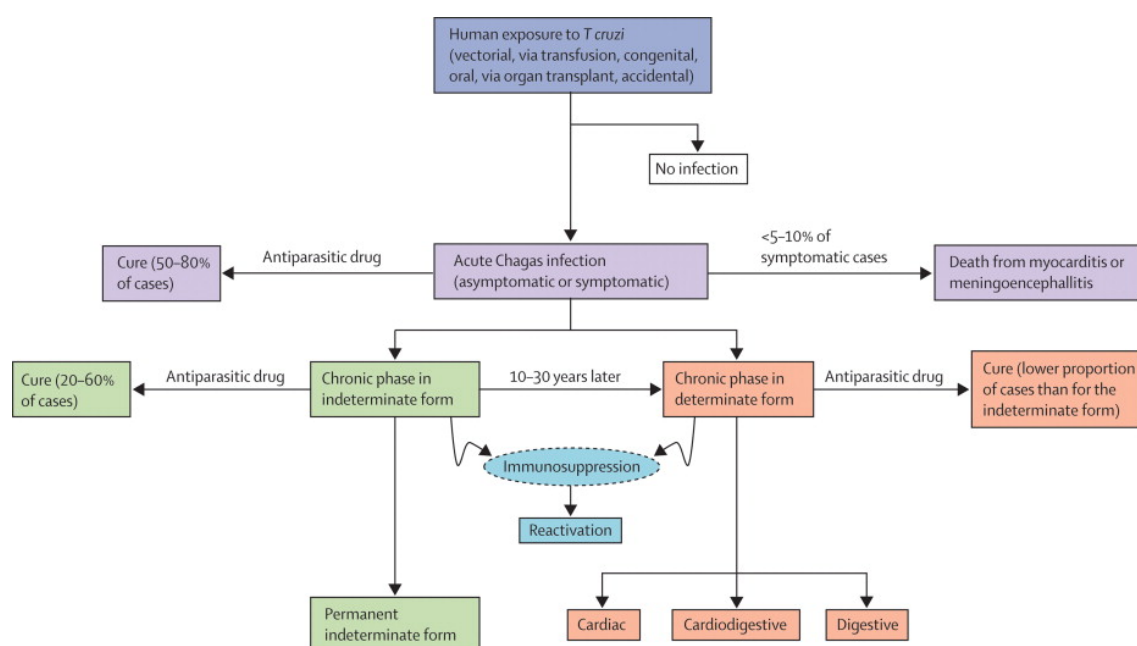 Human exposure to T cruzi
(vectorial, via transfusion, congenital,
oral, via organ transplant, accidental)
No infection
Cure (50–80%
of cases)
Antiparasitic drug
Acute Chagas infection
(asymptomatic or symptomatic)
<5–10% of
symptomatic cases
Death from myocarditis or
meningoencephallitis
Cure (20–60%
of cases)
Antiparasitic drug
Chronic phase in
indeterminate form
10–30 years later
Chronic phase in
determinate form
Antiparasitic drug
Cure (lower proportion
of cases than for the
indeterminate form)
Immunosuppression
Reactivation
Permanent
indeterminate form
Cardiac
Cardiodigestive
Digestive